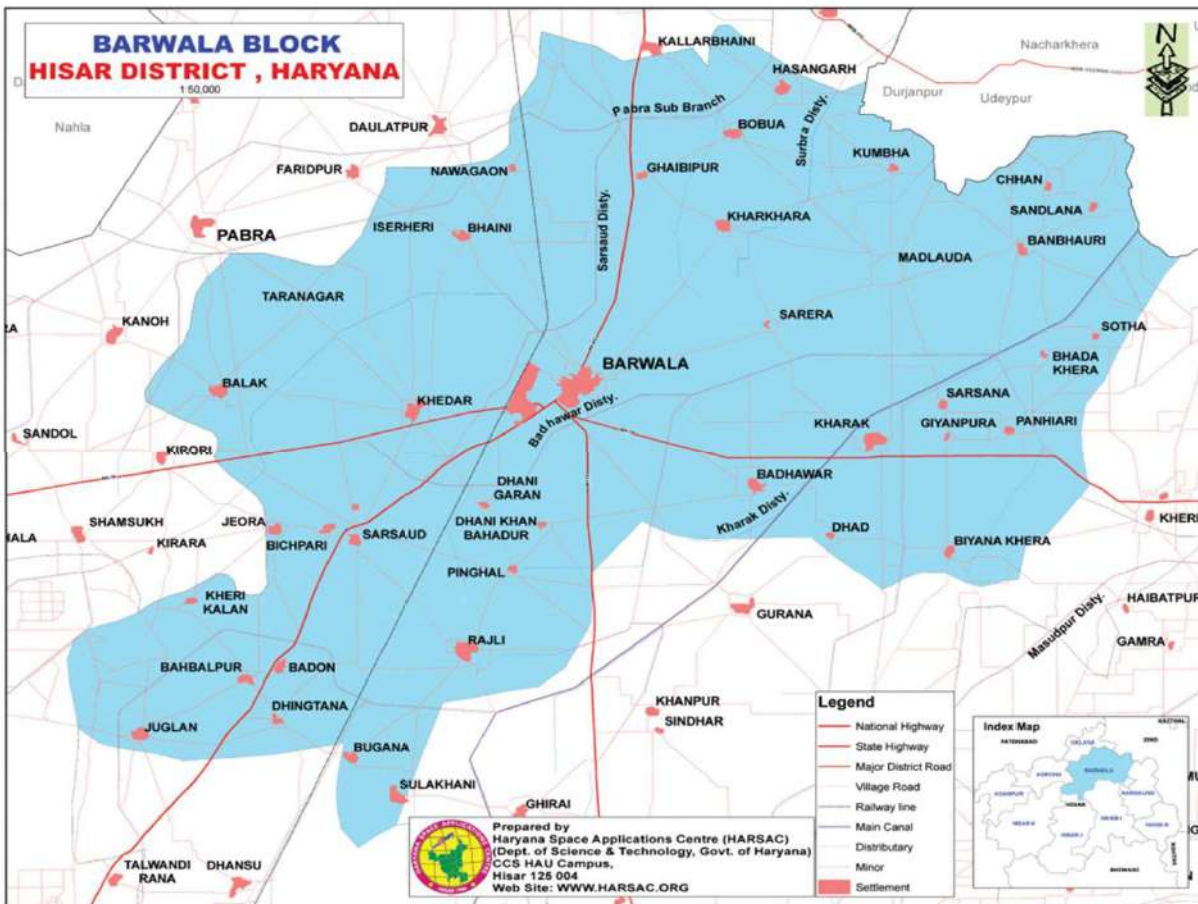 BARWALA BLOCK
HISAR DISTRICT , HARYANA
1:50,000
N
KALLARBHAINI
Nacharkhera
HASANGARH
Durjanpur
Udeypur
Nahla
DAULATPUR
Pabra Sub Branch
BOBUA
Surbra Disty.
KUMBHA
FARIDPUR
NAWAGAON
GHAIBIPUR
CHHAN
SANDLANA
PABRA
ISERHERI
BHAINI
Sarsaud Disty.
KHARKHARA
BANBHAURI
MADLAUDA
TARANAGAR
KANOH
SARERA
SOTHA
BHADA
KHERA
BARWALA
BALAK
KHEDAR
SARSANA
Bad.hawar Disty.
KHARAK
GIYANPURA
PANHIARI
SANDOL
KIRORI
BADHAWAR
DHANI
GARAN
Kharak Disty.
SHAMSUKH
JEORA
DHANI KHAN
BAHADUR
KHERI
HALA
KIRARA
BICHPARI
SARSAUD
DHAD
BIYANA KHERA
PINGHAL
KHERI
KALAN
GURANA
HAIBATPUR
Masudpur Disty.
GAMRA
RAJLI
BAHBALPUR
BADON
KHANPUR
SINDHAR
DHINGTANA
JUGLAN
BUGANA
SULAKHANI
GHIRAI
TALWANDI
RANA
DHANSU
Legend
National Highway
State Highway
Major District Road
Village Road
Railway line
Main Canal
Distributary
Minor
Settlement
Index Map
BARWALA
HISAR
Prepared by
Haryana Space Applications Centre (HARSAC)
(Dept. of Science & Technology, Govt. of Haryana)
CCS HAU Campus,
Hisar 125 004
Web Site: WWW.HARSAC.ORG